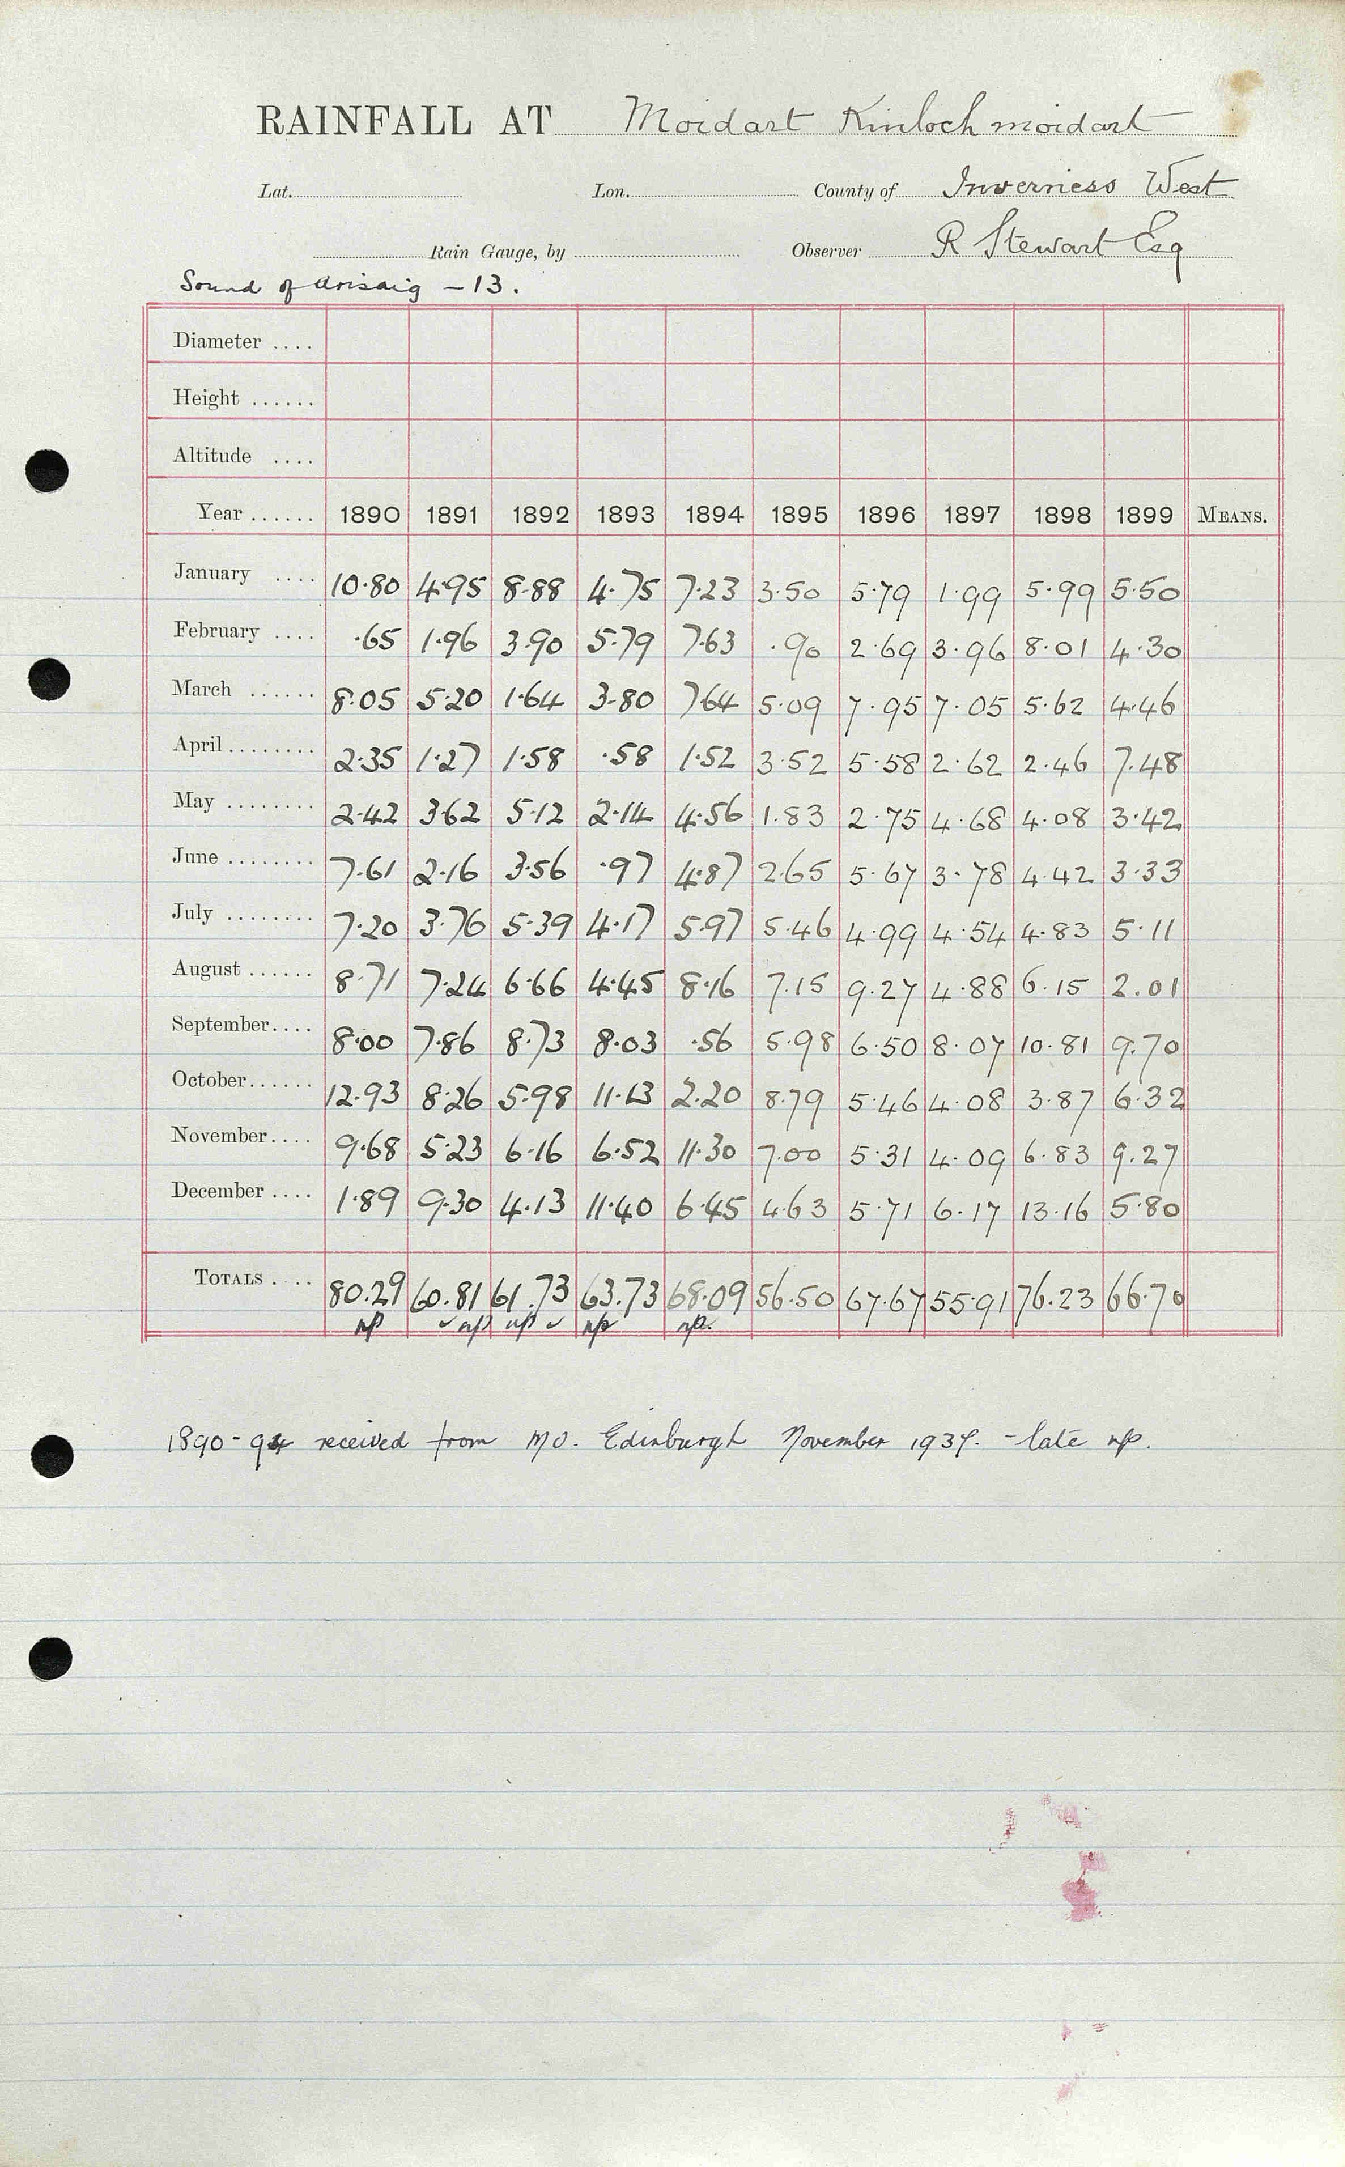 RAINFALL AT Moidart Kinlochmoidart
Lat. Lon. County of Inverness West
Rain Gauge, by Observer R Stewart Esq
Sound of Arisaig - 13.
Diameter ....
Height ......
Altitude ....
Year ...... 1890 1891 1892 1893 1894 1895 1896 1897 1898 1899 MEANS.
January .... 10.80 4.95 8.88 4.75 7.23 3.50 5.79 1.99 5.99 5.50
February .... .65 1.96 3.90 5.79 7.63 .90 2.69 3.96 8.01 4.30
March ...... 8.05 5.20 1.64 3.80 7.64 5.09 7.95 7.05 5.62 4.46
April ........ 2.35 1.27 1.58 .58 1.52 3.52 5.58 2.62 2.46 7.48
May ........ 2.42 3.62 5.12 2.14 4.56 1.83 2.75 4.68 4.08 3.42
June ........ 7.61 2.16 3.56 .97 4.87 2.65 5.67 3.78 4.42 3.33
July ........ 7.20 3.76 5.39 4.17 5.97 5.46 4.99 4.54 4.83 5.11
August ...... 8.71 7.24 6.66 4.45 8.16 7.15 9.27 4.88 6.15 2.01
September .... 8.00 7.86 8.73 8.03 .56 5.98 6.50 8.07 10.81 9.70
October ...... 12.93 8.26 5.98 11.13 2.20 8.79 5.46 4.08 3.87 6.32
November .... 9.68 5.23 6.16 6.52 11.30 7.00 5.31 4.09 6.83 9.27
December .... 1.89 9.30 4.13 11.40 6.45 4.63 5.71 6.17 13.16 5.80
TOTALS .... 80.29 60.81 61.73 63.73 68.09 56.50 67.67 55.91 76.23 66.70
np ✓ np np ✓ np np.
1890-94 received from MO. Edinburgh November 1937. - late np.